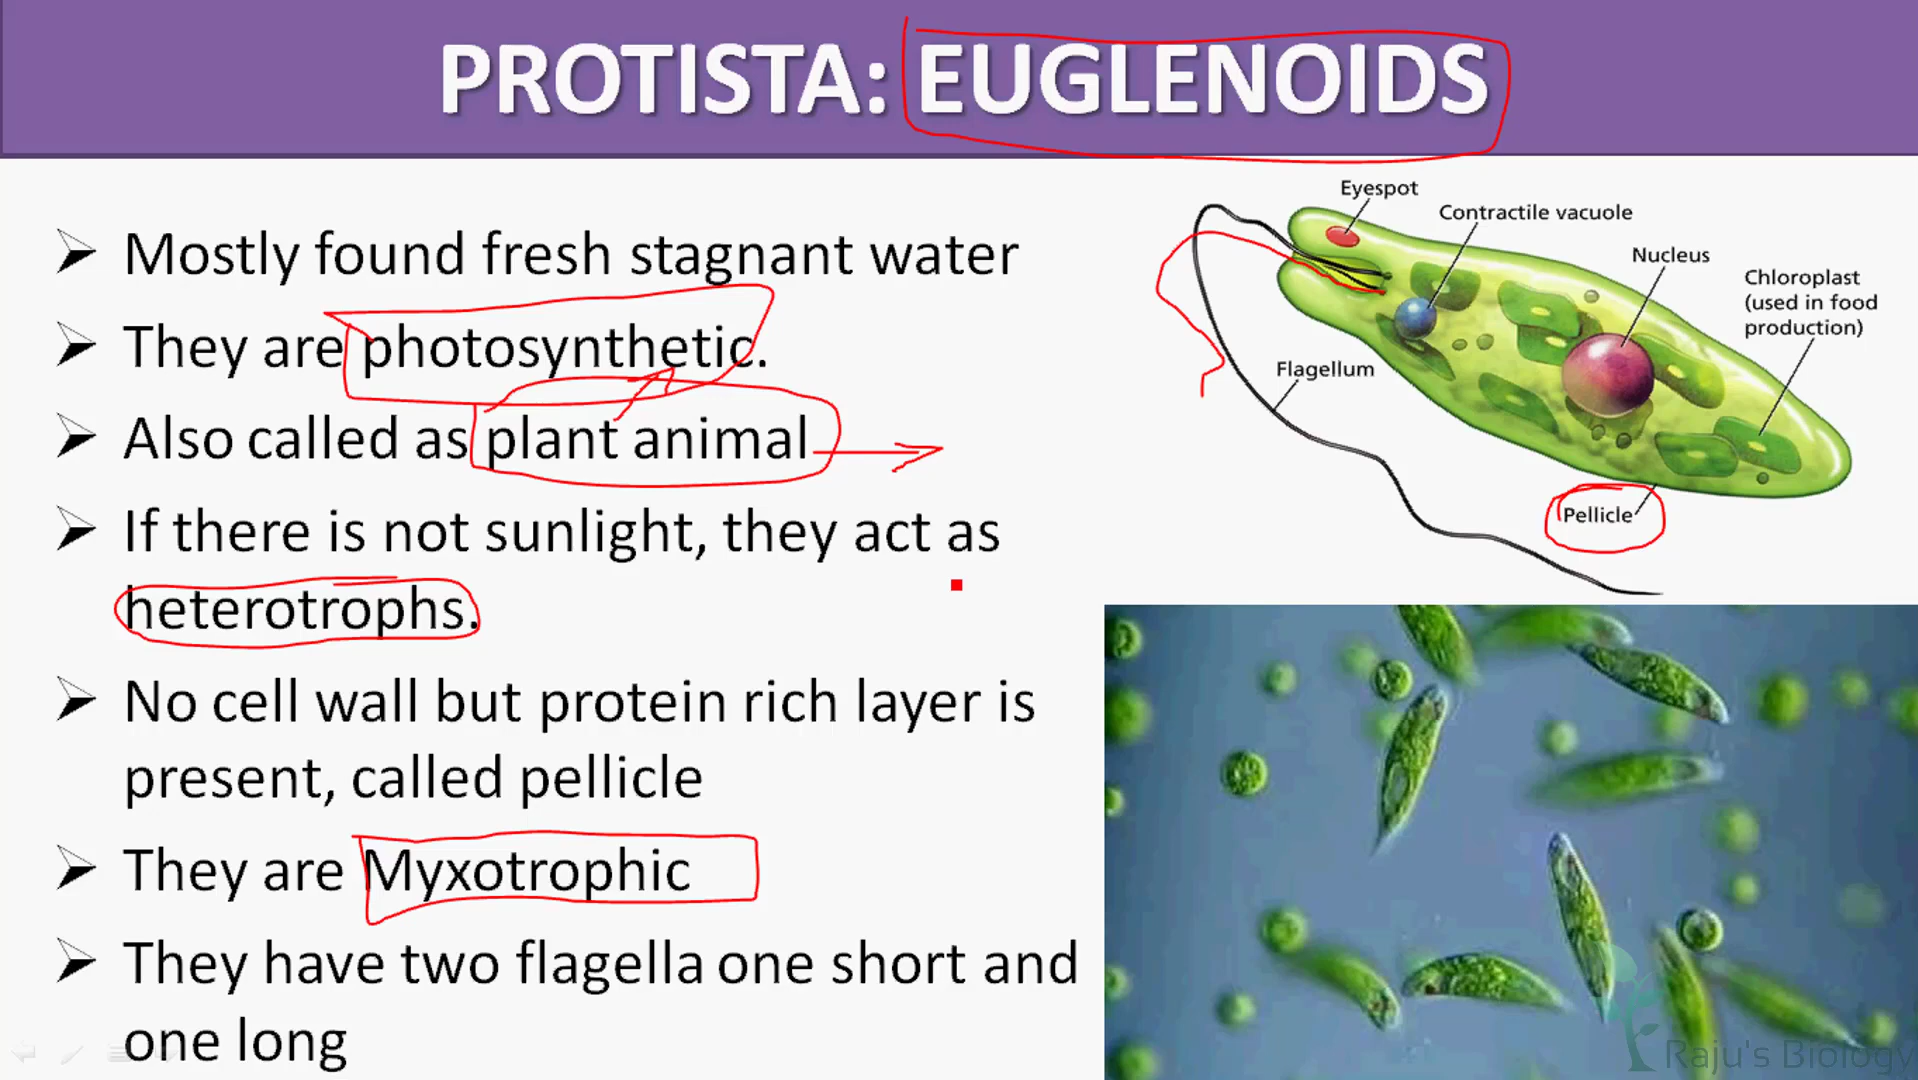 PROTISTA: EUGLENOIDS
Mostly found fresh stagnant water
They are photosynthetic.
Also called as plant animal
If there is not sunlight, they act as
heterotrophs.
No cell wall but protein rich layer is
present, called pellicle
They are Myxotrophic
They have two flagella one short and
one long
Eyespot
Contractile vacuole
Nucleus
Chloroplast
(used in food
production)
Flagellum
Pellicle
Raju's Biology